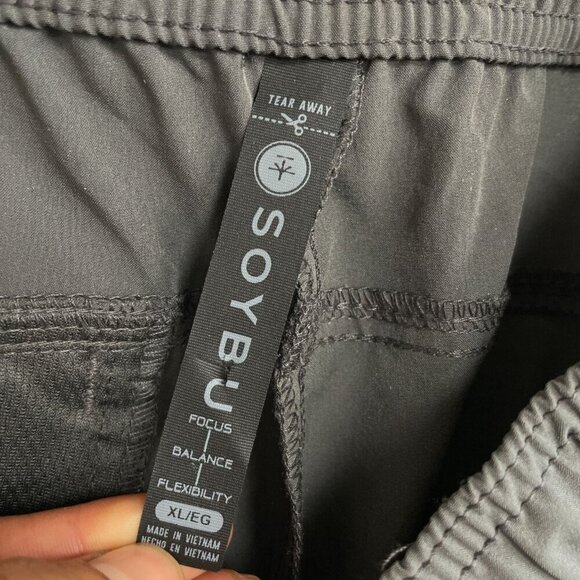 TEAR AWAY
SOYBU
FOCUS
BALANCE
FLEXIBILITY
XL/EG
MADE IN VIETNAM
HECHO EN VIETNAM